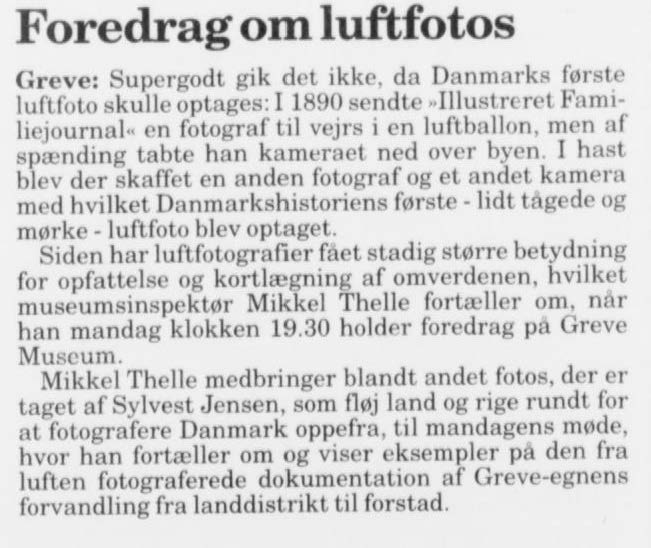 Foredrag om luftfotos
Greve: Supergodt gik det ikke, da Danmarks første
luftfoto skulle optages: I 1890 sendte »Illustreret Fami-
liejournal« en fotograf til vejrs i en luftballon, men af
spænding tabte han kameraet ned over byen. I hast
blev der skaffet en anden fotograf og et andet kamera
med hvilket Danmarkshistoriens første - lidt tågede og
mørke - luftfoto blev optaget.
Siden har luftfotografier fået stadig større betydning
for opfattelse og kortlægning af omverdenen, hvilket
museumsinspektør Mikkel Thelle fortæller om, når
han mandag klokken 19.30 holder foredrag på Greve
Museum.
Mikkel Thelle medbringer blandt andet fotos, der er
taget af Sylvest Jensen, som fløj land og rige rundt for
at fotografere Danmark oppefra, til mandagens møde,
hvor han fortæller om og viser eksempler på den fra
luften fotograferede dokumentation af Greve-egnens
forvandling fra landdistrikt til forstad.